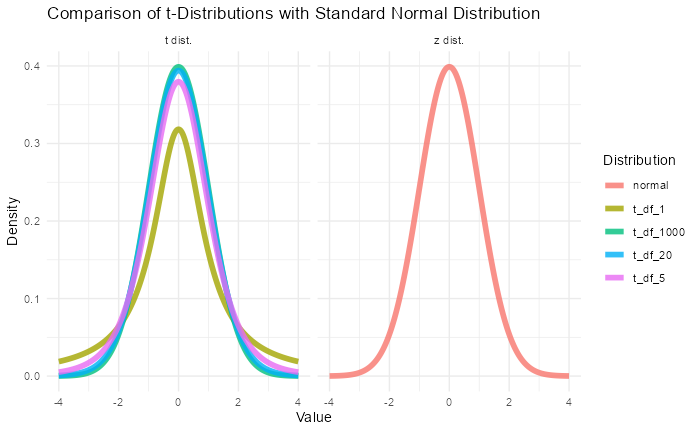 Comparison of t-Distributions with Standard Normal Distribution
t dist.
z dist.
Density
0.4
0.3
0.2
0.1
0.0
-4 -2 0 2 4
-4 -2 0 2 4
Value
Distribution
normal
t_df_1
t_df_1000
t_df_20
t_df_5